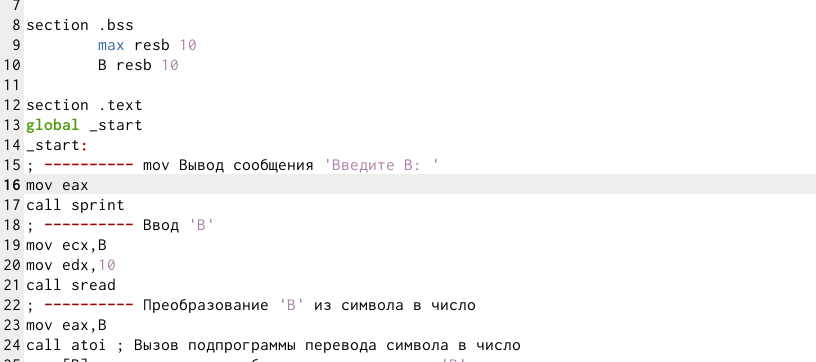 7
8 section .bss
9 max resb 10
10 B resb 10
11
12 section .text
13 global _start
14 _start:
15 ; ---------- mov Вывод сообщения 'Введите B: '
16 mov eax
17 call sprint
18 ; ---------- Ввод 'B'
19 mov ecx,B
20 mov edx,10
21 call sread
22 ; ---------- Преобразование 'B' из символа в число
23 mov eax,B
24 call atoi ; Вызов подпрограммы перевода символа в число